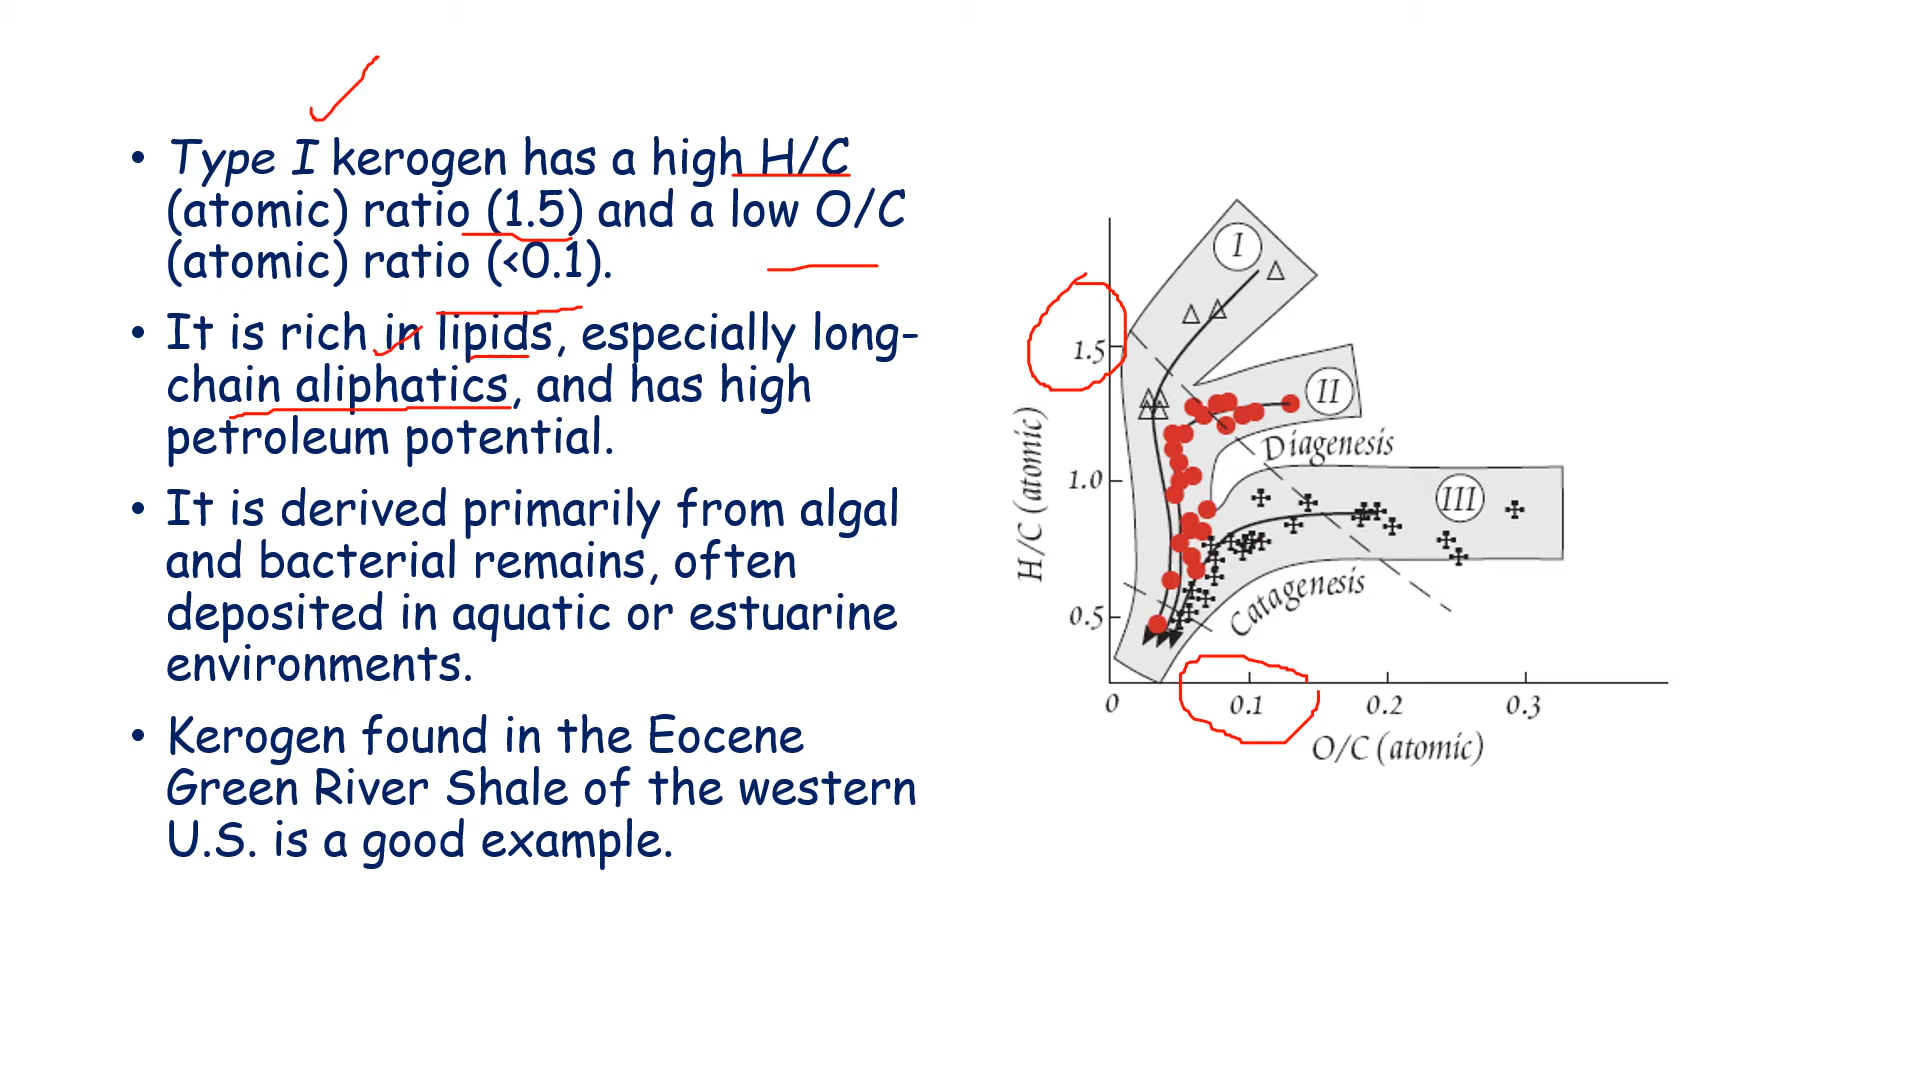 • Type I kerogen has a high H/C
(atomic) ratio (1.5) and a low O/C
(atomic) ratio (<0.1).
• It is rich in lipids, especially long-
chain aliphatics, and has high
petroleum potential.
• It is derived primarily from algal
and bacterial remains, often
deposited in aquatic or estuarine
environments.
• Kerogen found in the Eocene
Green River Shale of the western
U.S. is a good example.
I
II
III
Diagenesis
Catagenesis
H/C (atomic)
1.5
1.0
0.5
0 0.1 0.2 0.3
O/C (atomic)